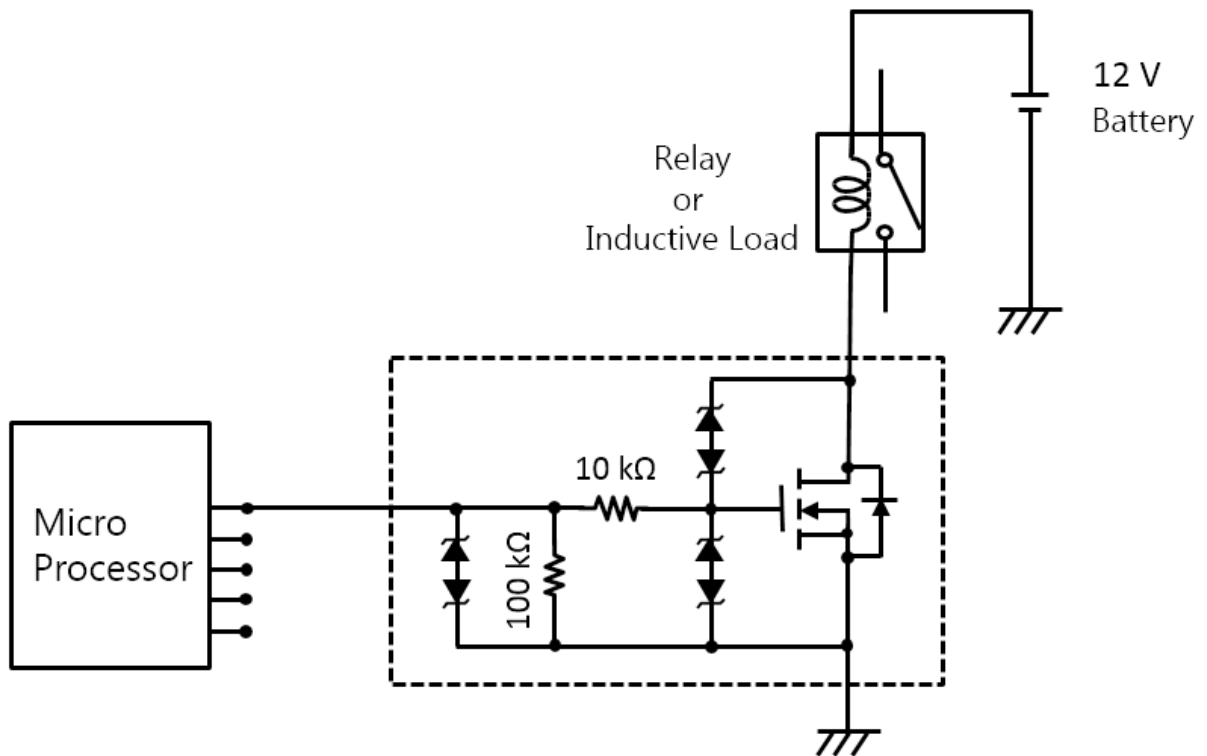 12 V
Battery
Relay
or
Inductive Load
10 kΩ
100 kΩ
Micro
Processor